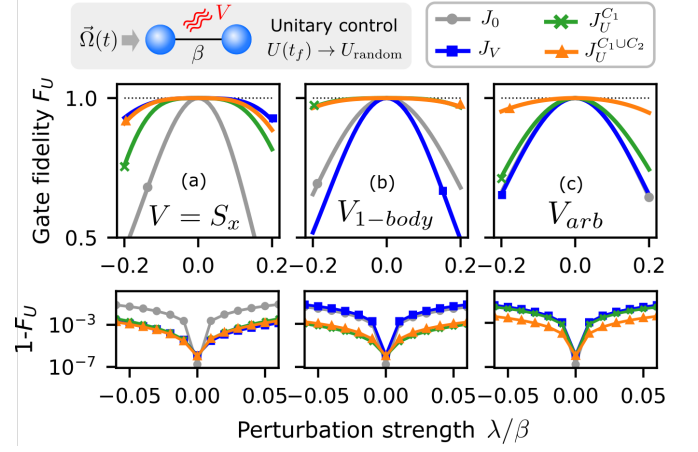 V
Ω⃗(t)
β
Unitary control
U(t_f) → U_random
J_0
J_V
J_U^{C_1}
J_U^{C_1∪C_2}
Gate fidelity F_U
1.0
0.5
(a)
V = S_x
(b)
V_{1−body}
(c)
V_{arb}
−0.2 0.0 0.2
−0.2 0.0 0.2
−0.2 0.0 0.2
1-F_U
10^{−3}
10^{−7}
−0.05 0.00 0.05
−0.05 0.00 0.05
−0.05 0.00 0.05
Perturbation strength λ/β